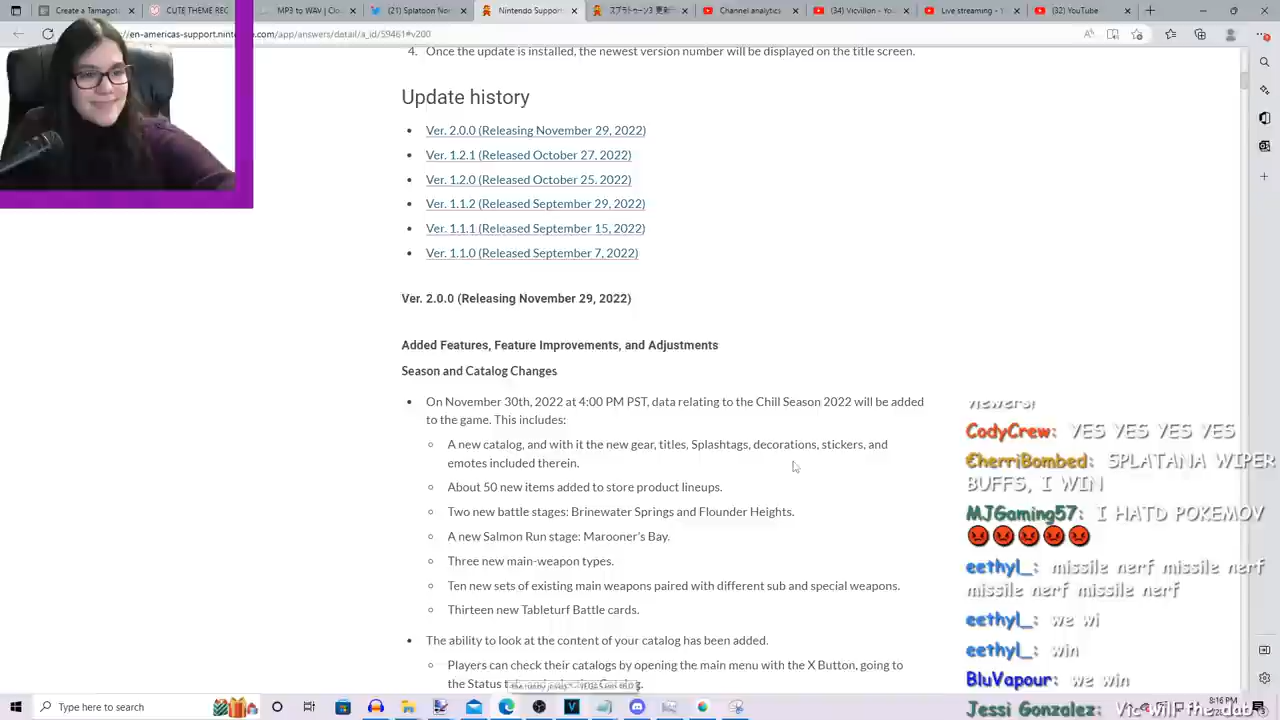 Create a Tamagot
CUTE THEME REG
MP3 to WAV
(21) Splatoon
Nintendo Suppor
Live streaming -
(32) YouTube
en-americas-support.nintendo.com/app/answers/detail/a_id/59461#v200
4. Once the update is installed, the newest version number will be displayed on the title screen.
Update history
• Ver. 2.0.0 (Releasing November 29, 2022)
• Ver. 1.2.1 (Released October 27, 2022)
• Ver. 1.2.0 (Released October 25, 2022)
• Ver. 1.1.2 (Released September 29, 2022)
• Ver. 1.1.1 (Released September 15, 2022)
• Ver. 1.1.0 (Released September 7, 2022)
Ver. 2.0.0 (Releasing November 29, 2022)
Added Features, Feature Improvements, and Adjustments
Season and Catalog Changes
• On November 30th, 2022 at 4:00 PM PST, data relating to the Chill Season 2022 will be added
to the game. This includes:
○ A new catalog, and with it the new gear, titles, Splashtags, decorations, stickers, and
emotes included therein.
○ About 50 new items added to store product lineups.
○ Two new battle stages: Brinewater Springs and Flounder Heights.
○ A new Salmon Run stage: Marooner's Bay.
○ Three new main-weapon types.
○ Ten new sets of existing main weapons paired with different sub and special weapons.
○ Thirteen new Tableturf Battle cards.
• The ability to look at the content of your catalog has been added.
○ Players can check their catalogs by opening the main menu with the X Button, going to
the Status
viewers!
CodyCrew: YES YES YES YES
CherriBombed: SPLATANA WIPER
BUFFS, I WIN
MJGaming57: I HATD POKEMOV
😡😡😡😡😡
eethyl_: missile nerf missile nerf
missile nerf missile nerf
eethyl_: we wi
eethyl_: win
BluVapour: we win
Jessi Gonzalez: Vic will the dab
Type here to search
8:16 PM